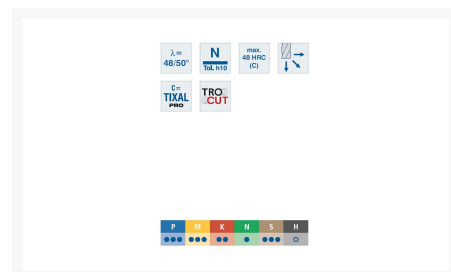 λ=
48/50°
N
Tol. h10
max.
48 HRC
(C)
C=
TIXAL
PRO
TRO
CUT
P M K N S H